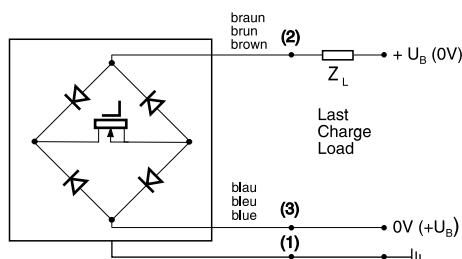 braun
brun
brown
(2)
+ U_B (0V)
Z_L
Last
Charge
Load
blau
bleu
blue
(3)
0V (+U_B)
(1)